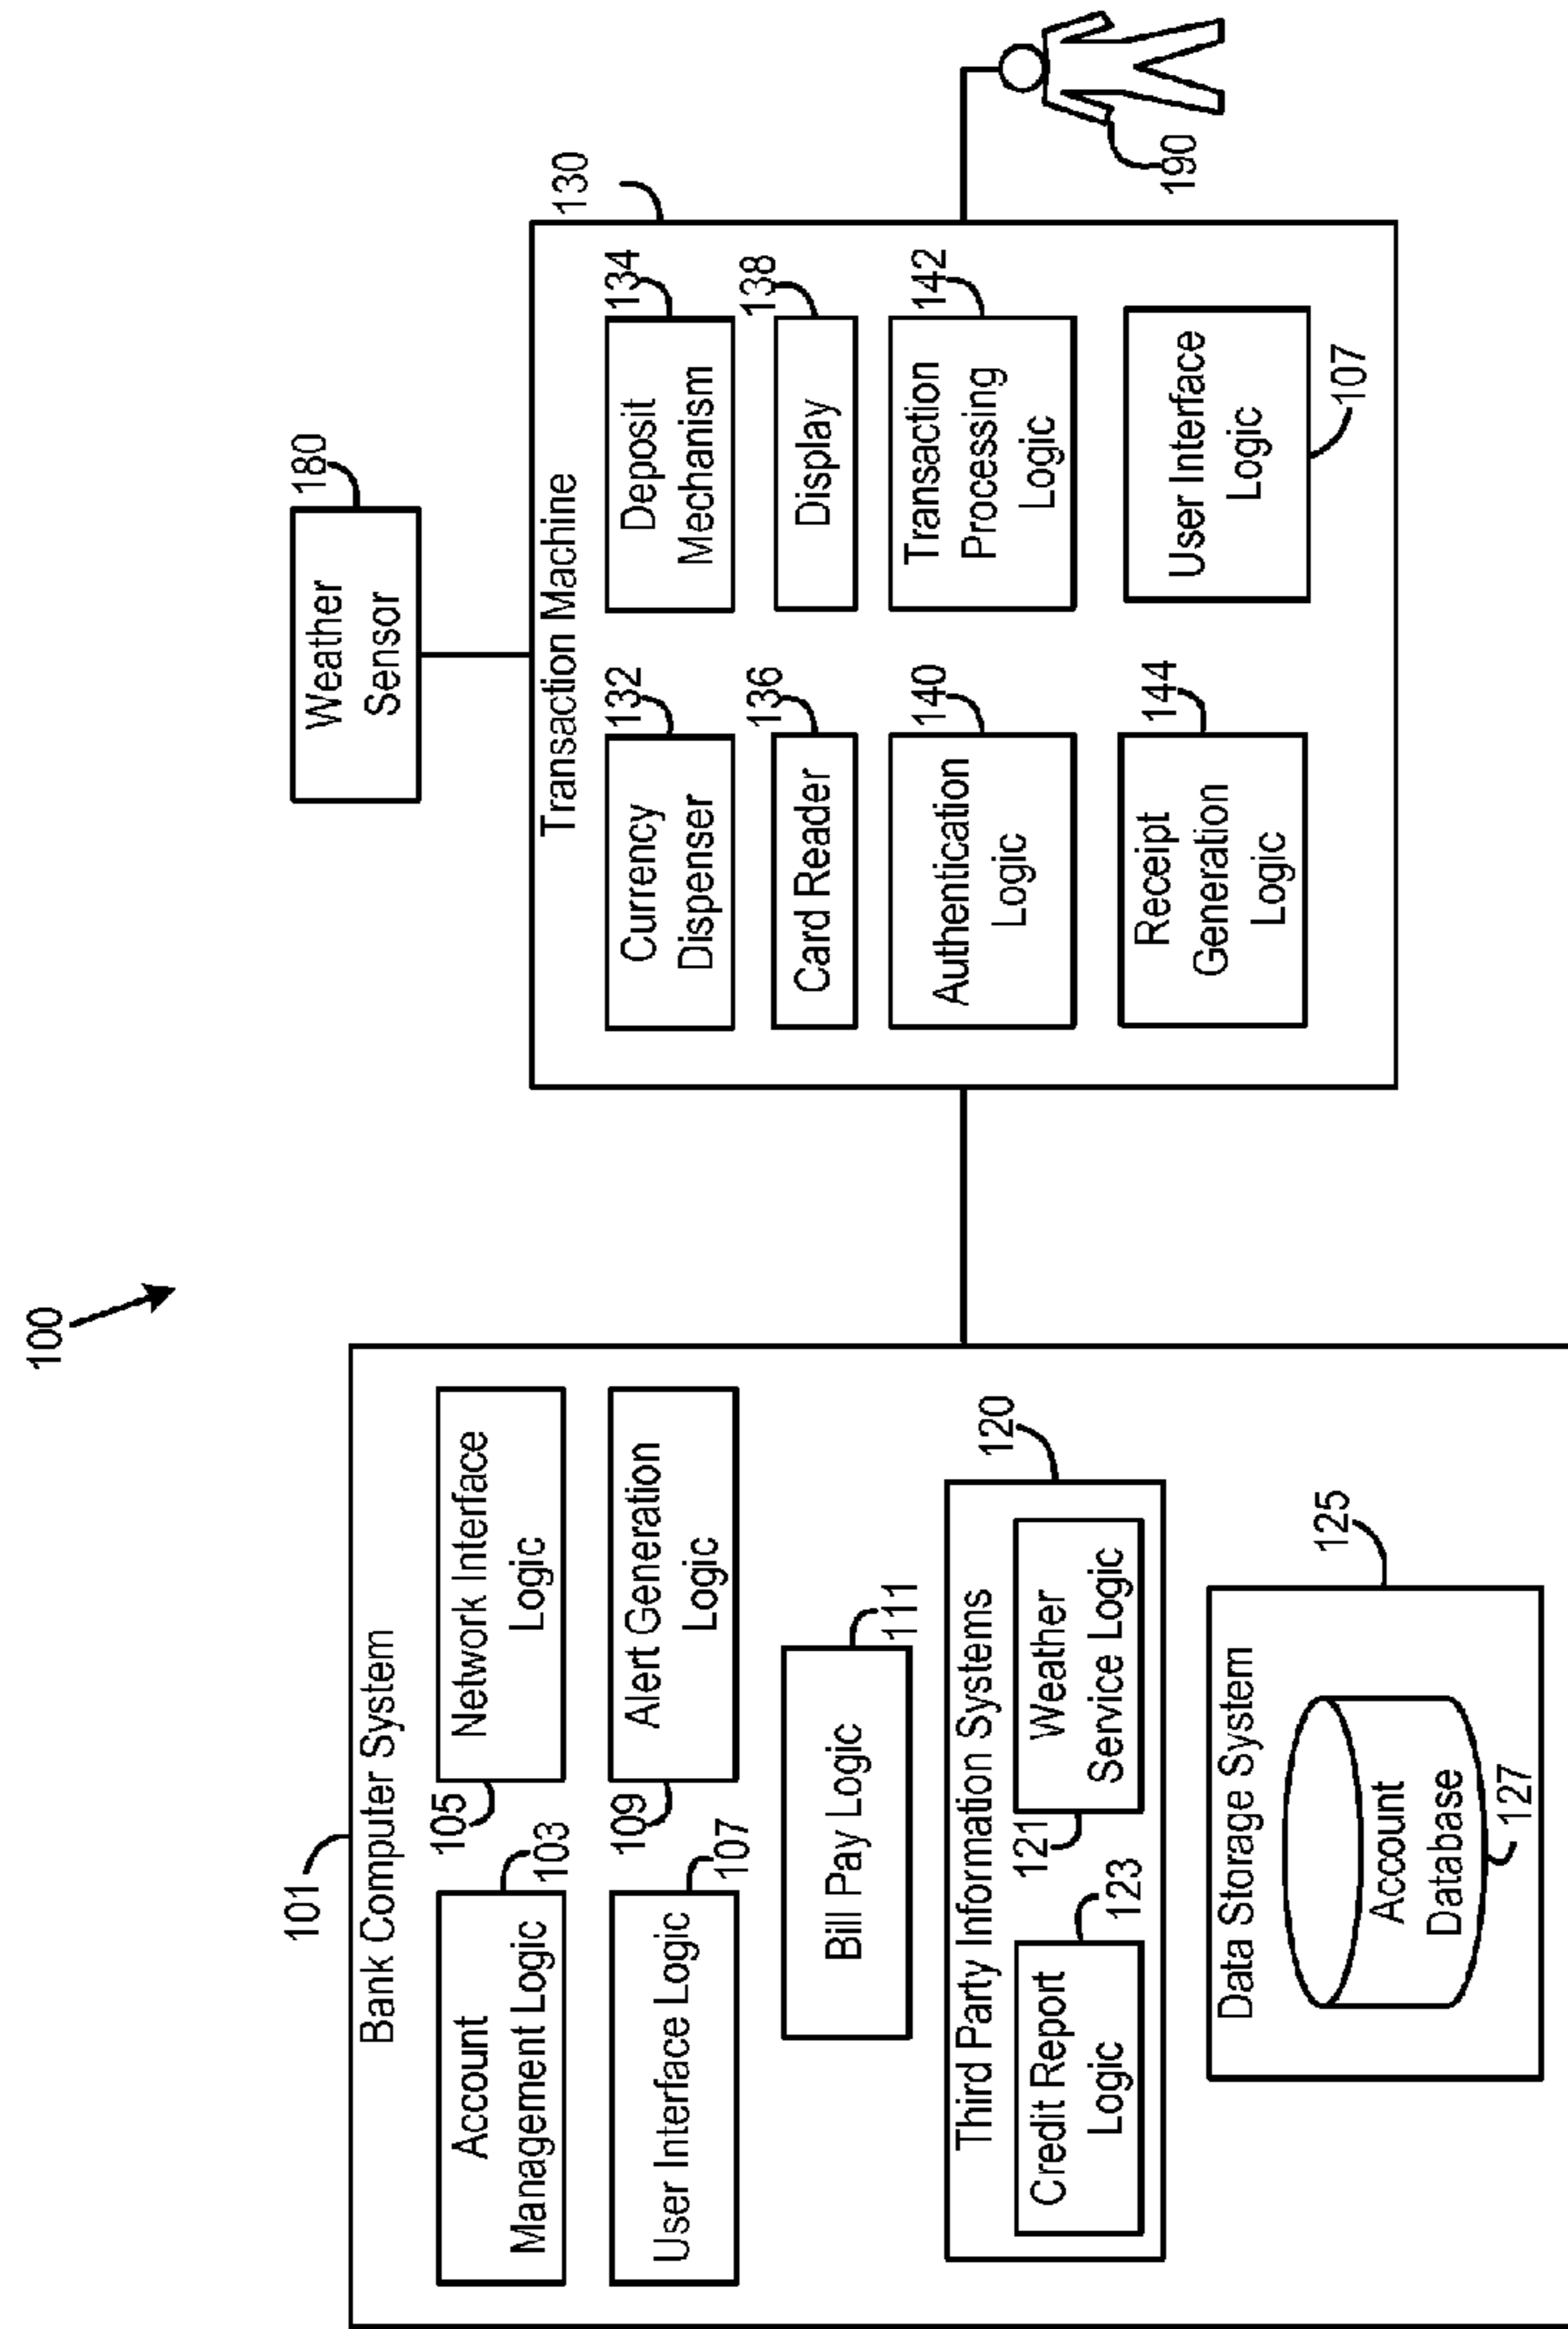 100
101
Bank Computer System
Account
Management Logic
103
105
Network Interface
Logic
User Interface Logic
107
109
Alert Generation
Logic
Bill Pay Logic
111
120
Third Party Information Systems
Credit Report
Logic
123
121
Weather
Service Logic
125
Data Storage System
Account
Database
127
Weather
Sensor
180
130
Transaction Machine
Currency
Dispenser
132
Deposit
Mechanism
134
Card Reader
136
Display
138
Authentication
Logic
140
Transaction
Processing
Logic
142
Receipt
Generation
Logic
144
User Interface
Logic
107
190